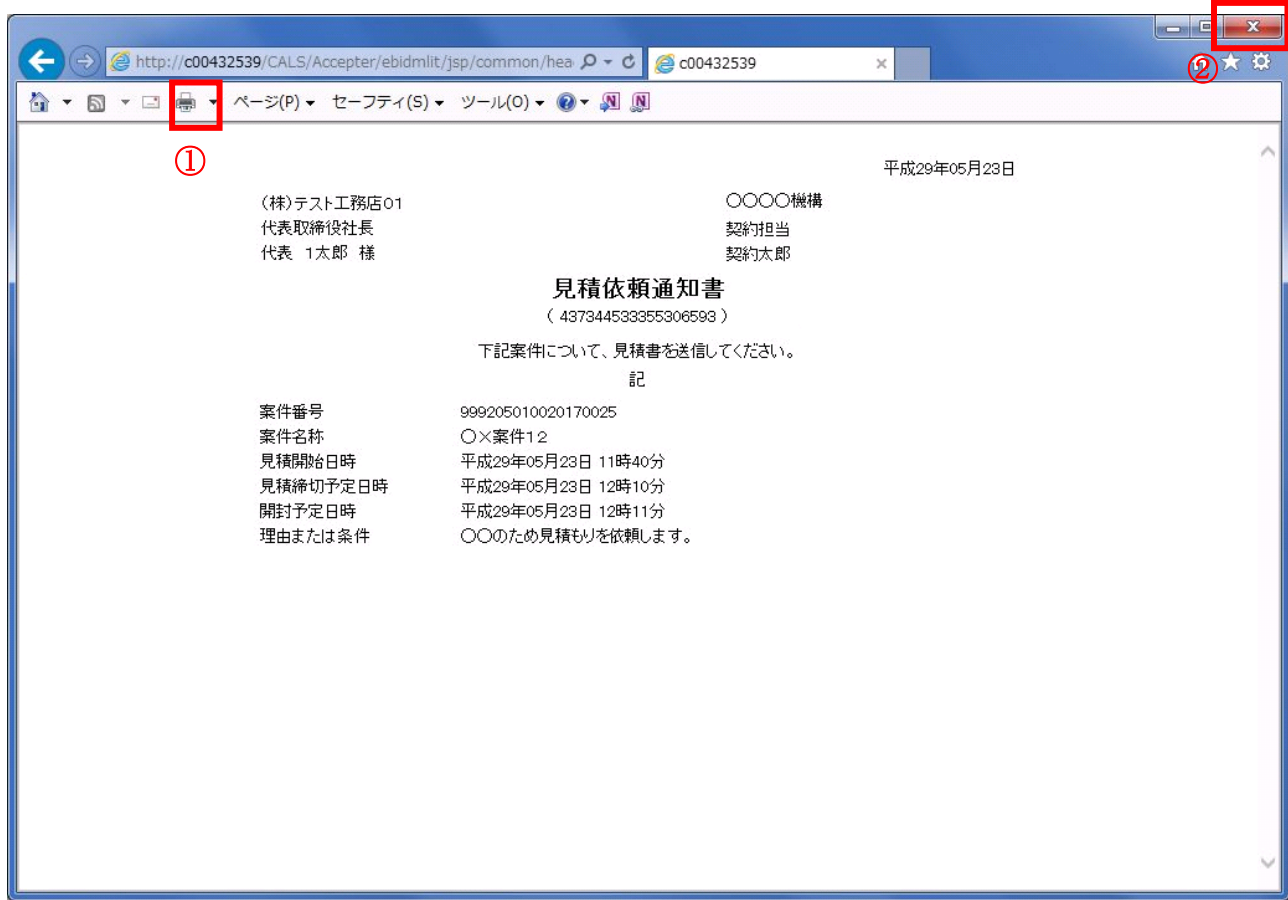 http://c00432539/CALS/Accepter/ebidmlit/jsp/common/hea
c00432539
②
ページ(P) セーフティ(S) ツール(O)
①
平成29年05月23日
(株)テスト工務店01 〇〇〇〇機構
代表取締役社長 契約担当
代表 1太郎 様 契約太郎
見積依頼通知書
( 437344533355306593 )
下記案件について、見積書を送信してください。
記
案件番号 999205010020170025
案件名称 〇×案件12
見積開始日時 平成29年05月23日 11時40分
見積締切予定日時 平成29年05月23日 12時10分
開封予定日時 平成29年05月23日 12時11分
理由または条件 〇〇のため見積もりを依頼します。